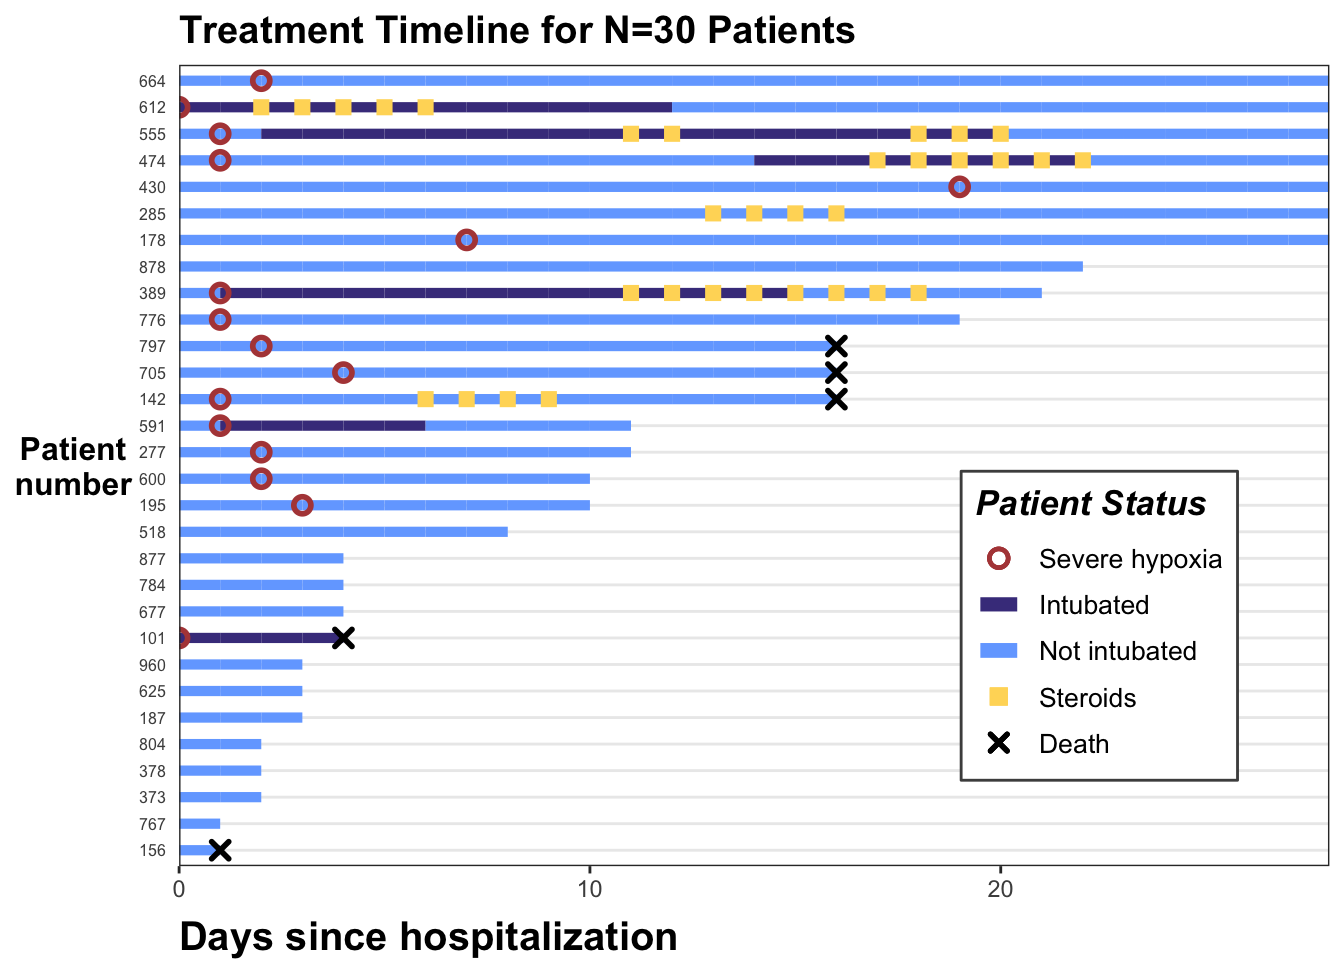 Treatment Timeline for N=30 Patients
664
612
555
474
430
285
178
878
389
776
797
705
142
591
277
600
195
518
877
784
677
101
960
625
187
804
378
373
767
156
Patient
number
Patient Status
Severe hypoxia
Intubated
Not intubated
Steroids
Death
0 10 20
Days since hospitalization